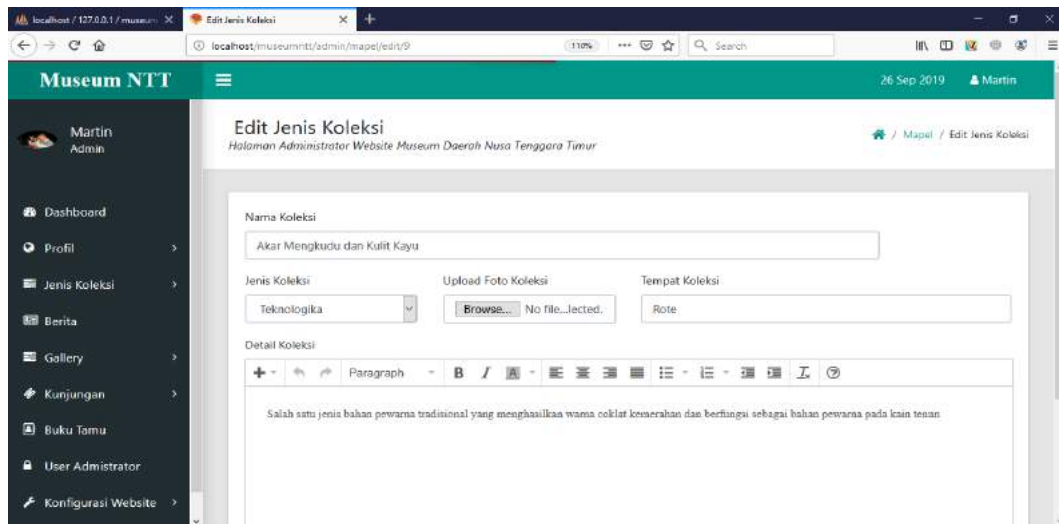 localhost / 127.0.0.1 / museum
Edit Jenis Koleksi
localhost/museumntt/admin/mapel/edit/9
110%
Search
Museum NTT
26 Sep 2019
Martin
Martin
Admin
Edit Jenis Koleksi
Halaman Administrator Website Museum Daerah Nusa Tenggara Timur
/ Mapel / Edit Jenis Koleksi
Dashboard
Profil
Jenis Koleksi
Berita
Gallery
Kunjungan
Buku Tamu
User Admistrator
Konfigurasi Website
Nama Koleksi
Akar Mengkudu dan Kulit Kayu
Jenis Koleksi
Upload Foto Koleksi
Tempat Koleksi
Teknologika
Browse... No file...lected.
Rote
Detail Koleksi
Paragraph
Salah satu jenis bahan pewarna tradisional yang menghasilkan warna coklat kemerahan dan berfungsi sebagai bahan pewarna pada kain tenun